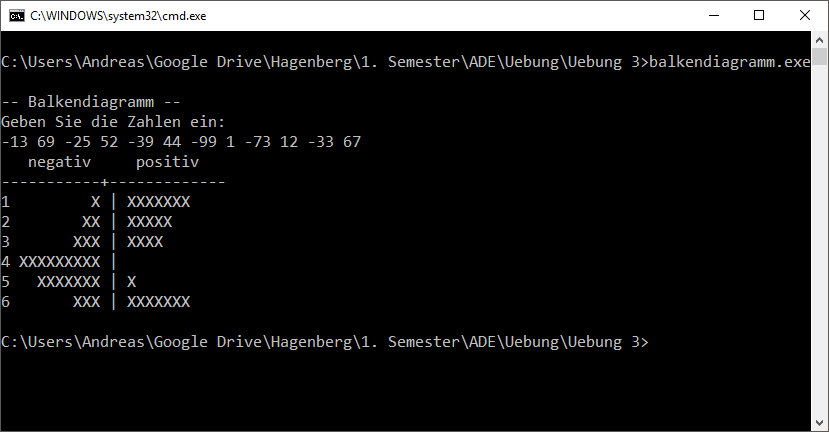 C:\WINDOWS\system32\cmd.exe
C:\Users\Andreas\Google Drive\Hagenberg\1. Semester\ADE\Uebung\Uebung 3>balkendiagramm.exe
-- Balkendiagramm --
Geben Sie die Zahlen ein:
-13 69 -25 52 -39 44 -99 1 -73 12 -33 67
   negativ     positiv
-----------+-------------
1         X | XXXXXXX
2        XX | XXXXX
3       XXX | XXXX
4 XXXXXXXXX |
5   XXXXXXX | X
6       XXX | XXXXXXX
C:\Users\Andreas\Google Drive\Hagenberg\1. Semester\ADE\Uebung\Uebung 3>